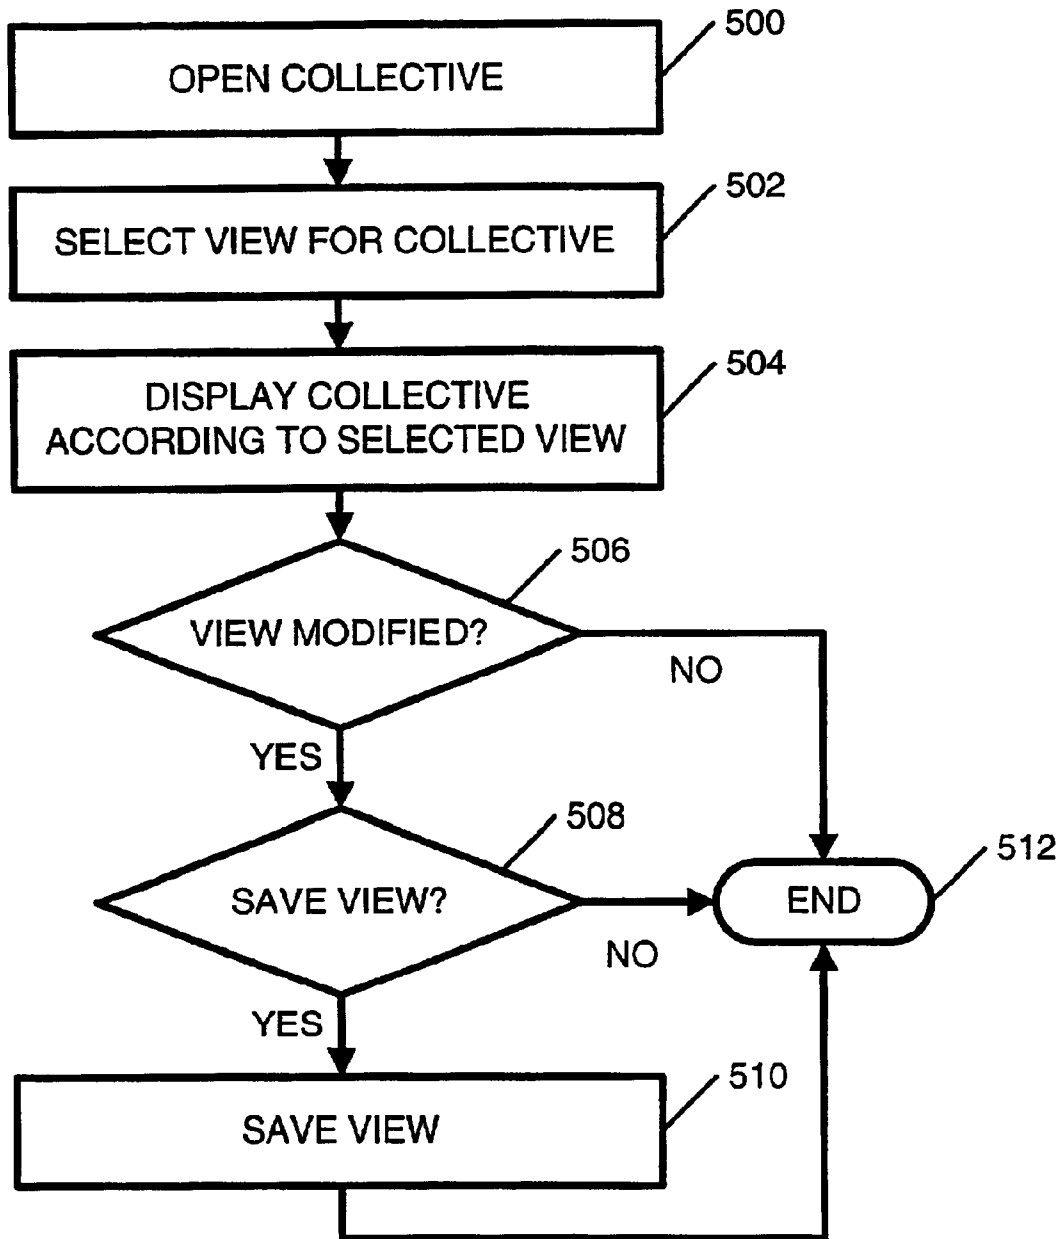 500
OPEN COLLECTIVE
502
SELECT VIEW FOR COLLECTIVE
504
DISPLAY COLLECTIVE
ACCORDING TO SELECTED VIEW
506
VIEW MODIFIED?
NO
YES
508
SAVE VIEW?
512
END
NO
YES
510
SAVE VIEW